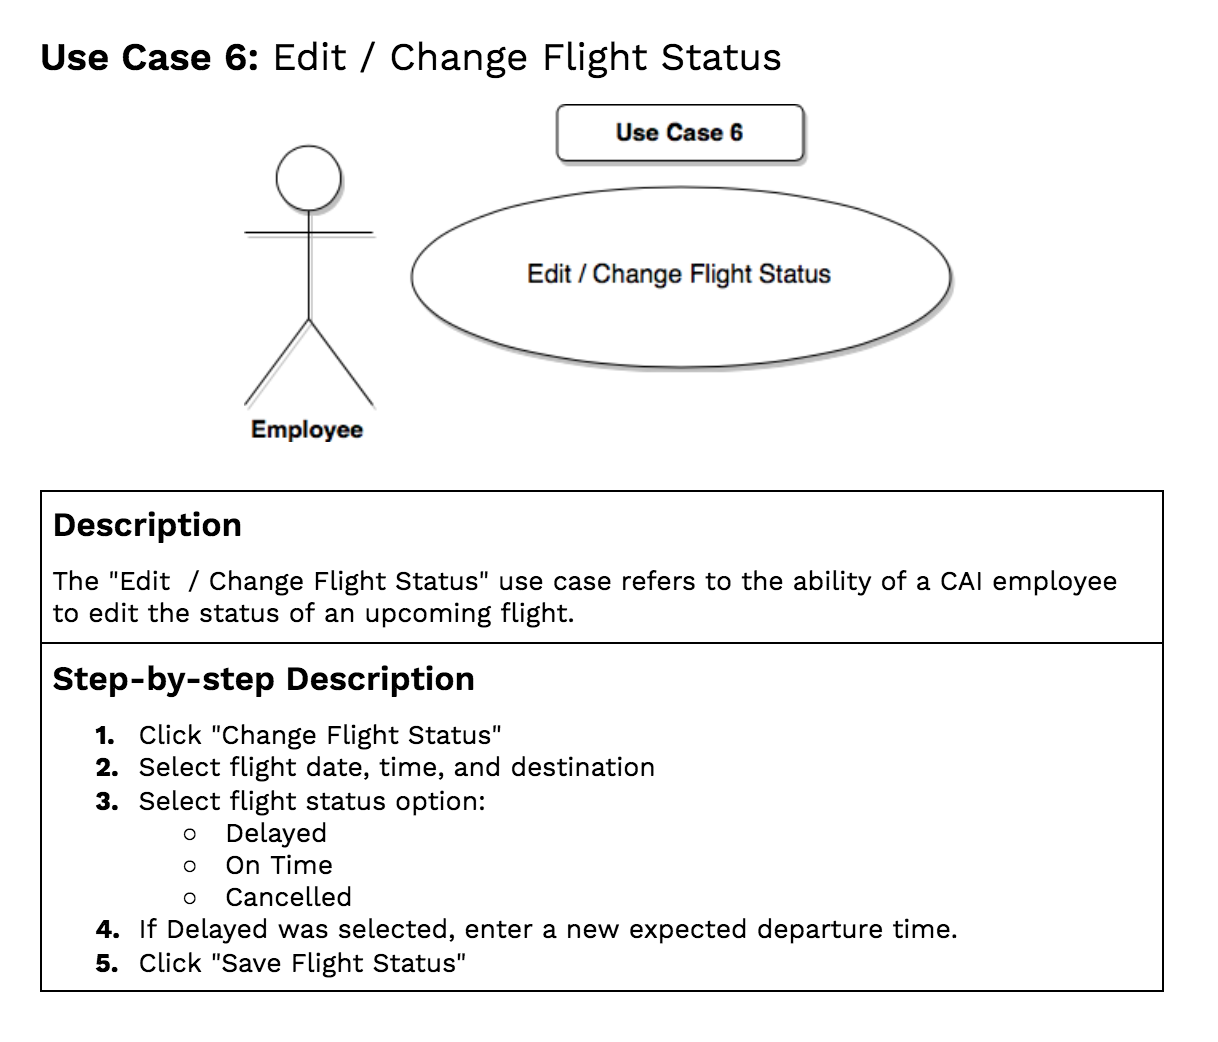 Use Case 6: Edit / Change Flight Status
Use Case 6
Edit / Change Flight Status
Employee
Description
The "Edit  / Change Flight Status" use case refers to the ability of a CAI employee
to edit the status of an upcoming flight.
Step-by-step Description
1. Click "Change Flight Status"
2. Select flight date, time, and destination
3. Select flight status option:
○ Delayed
○ On Time
○ Cancelled
4. If Delayed was selected, enter a new expected departure time.
5. Click "Save Flight Status"